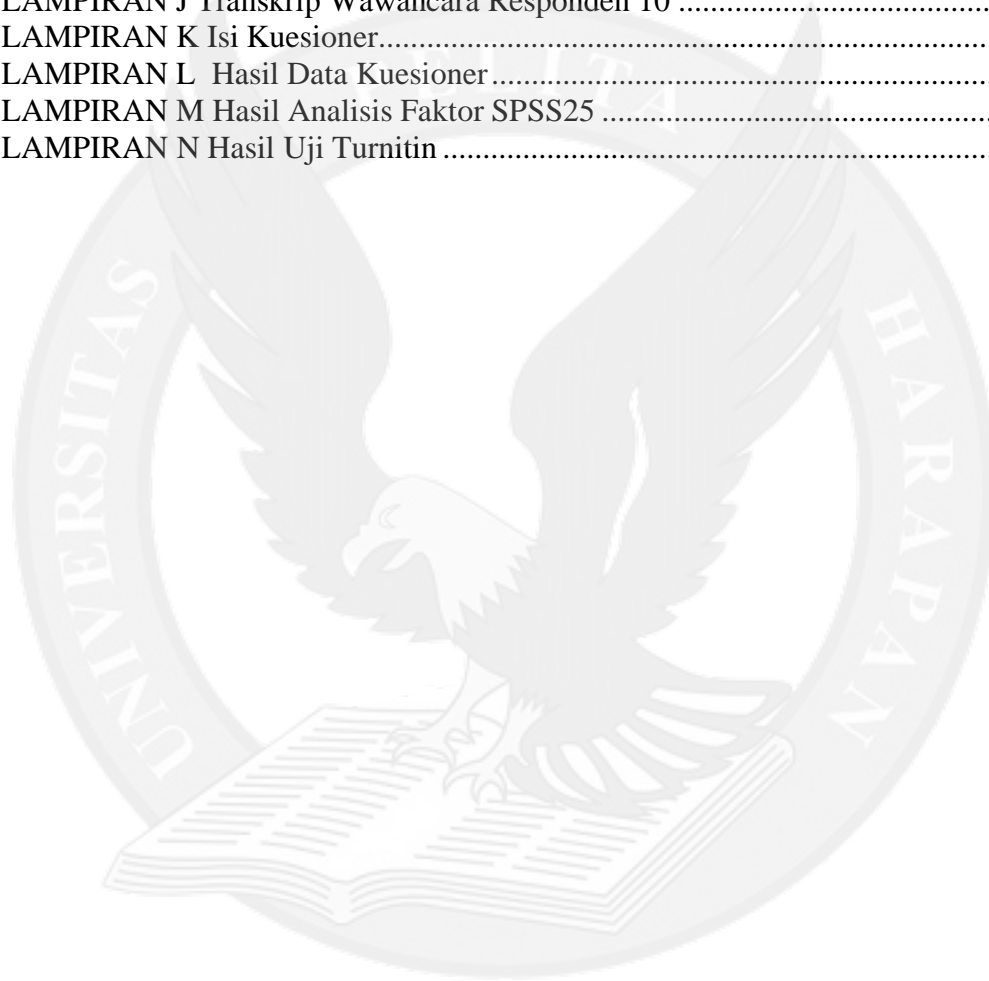 LAMPIRAN J Transkrip Wawancara Responden 10 ........................................
LAMPIRAN K Isi Kuesioner.............................................................................
LAMPIRAN L  Hasil Data Kuesioner...............................................................
LAMPIRAN M Hasil Analisis Faktor SPSS25 .................................................
LAMPIRAN N Hasil Uji Turnitin .....................................................................
UNIVERSITAS PELITA HARAPAN